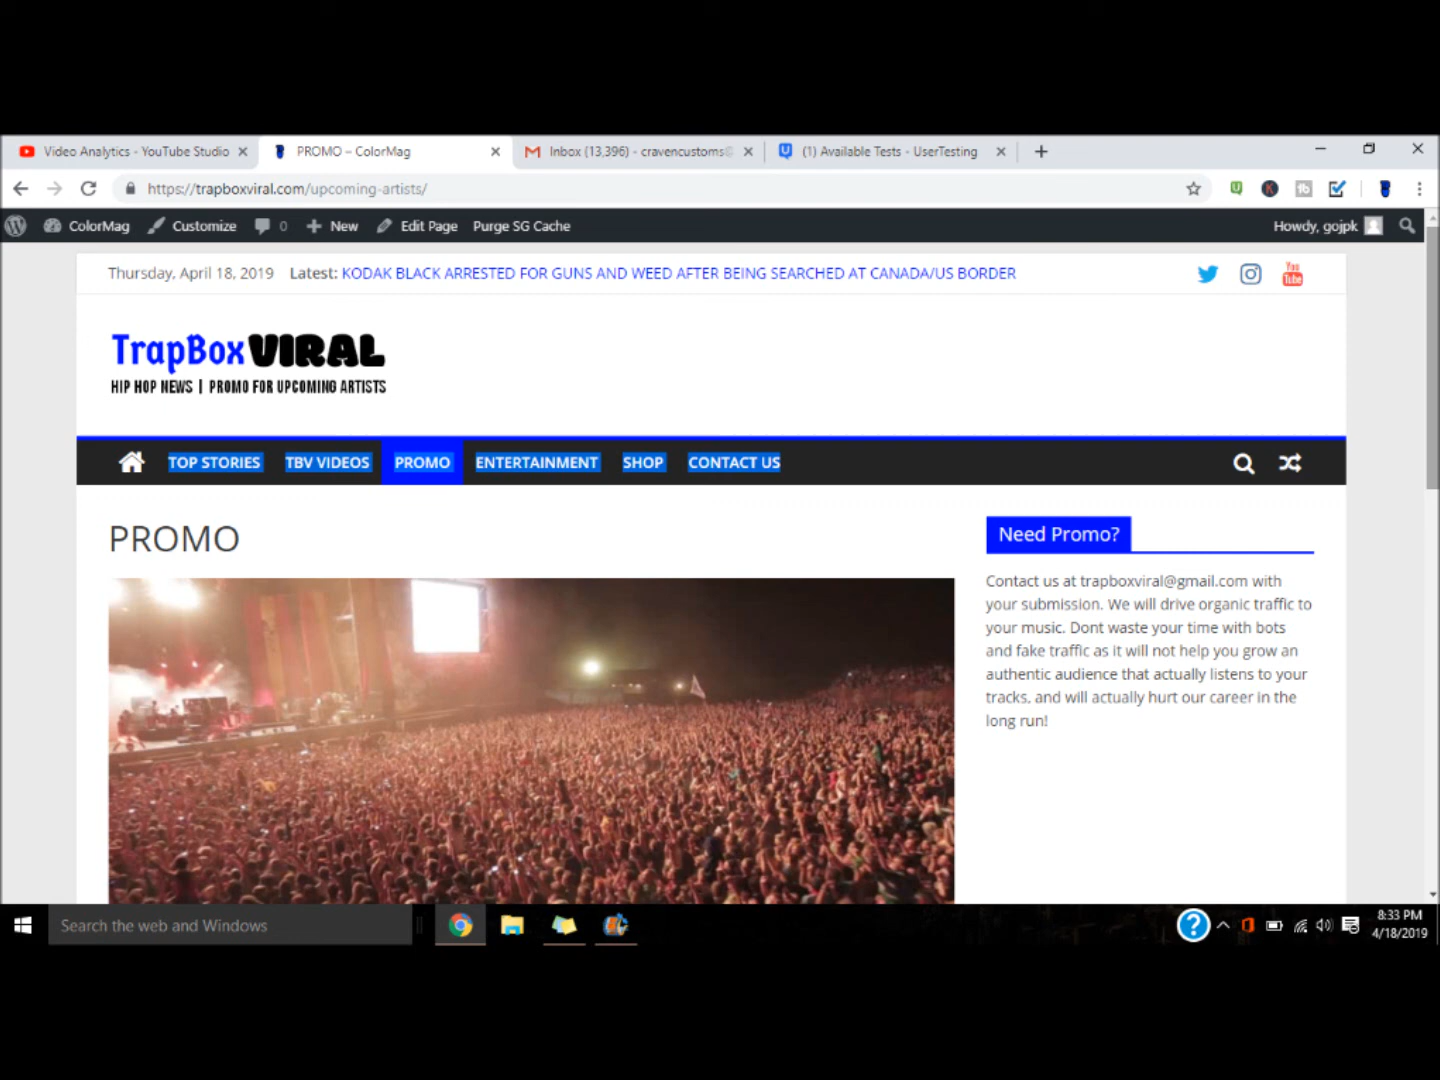 Video Analytics - YouTube Studio
PROMO – ColorMag
Inbox (13,396) - cravencustoms@
(1) Available Tests - UserTesting
https://trapboxviral.com/upcoming-artists/
ColorMag
Customize
0
New
Edit Page
Purge SG Cache
Howdy, gojpk
Thursday, April 18, 2019
Latest: KODAK BLACK ARRESTED FOR GUNS AND WEED AFTER BEING SEARCHED AT CANADA/US BORDER
You
Tube
TrapBoxVIRAL
HIP HOP NEWS | PROMO FOR UPCOMING ARTISTS
TOP STORIES
TBV VIDEOS
PROMO
ENTERTAINMENT
SHOP
CONTACT US
PROMO
Need Promo?
Contact us at trapboxviral@gmail.com with
your submission. We will drive organic traffic to
your music. Dont waste your time with bots
and fake traffic as it will not help you grow an
authentic audience that actually listens to your
tracks, and will actually hurt our career in the
long run!
Search the web and Windows
8:33 PM
4/18/2019